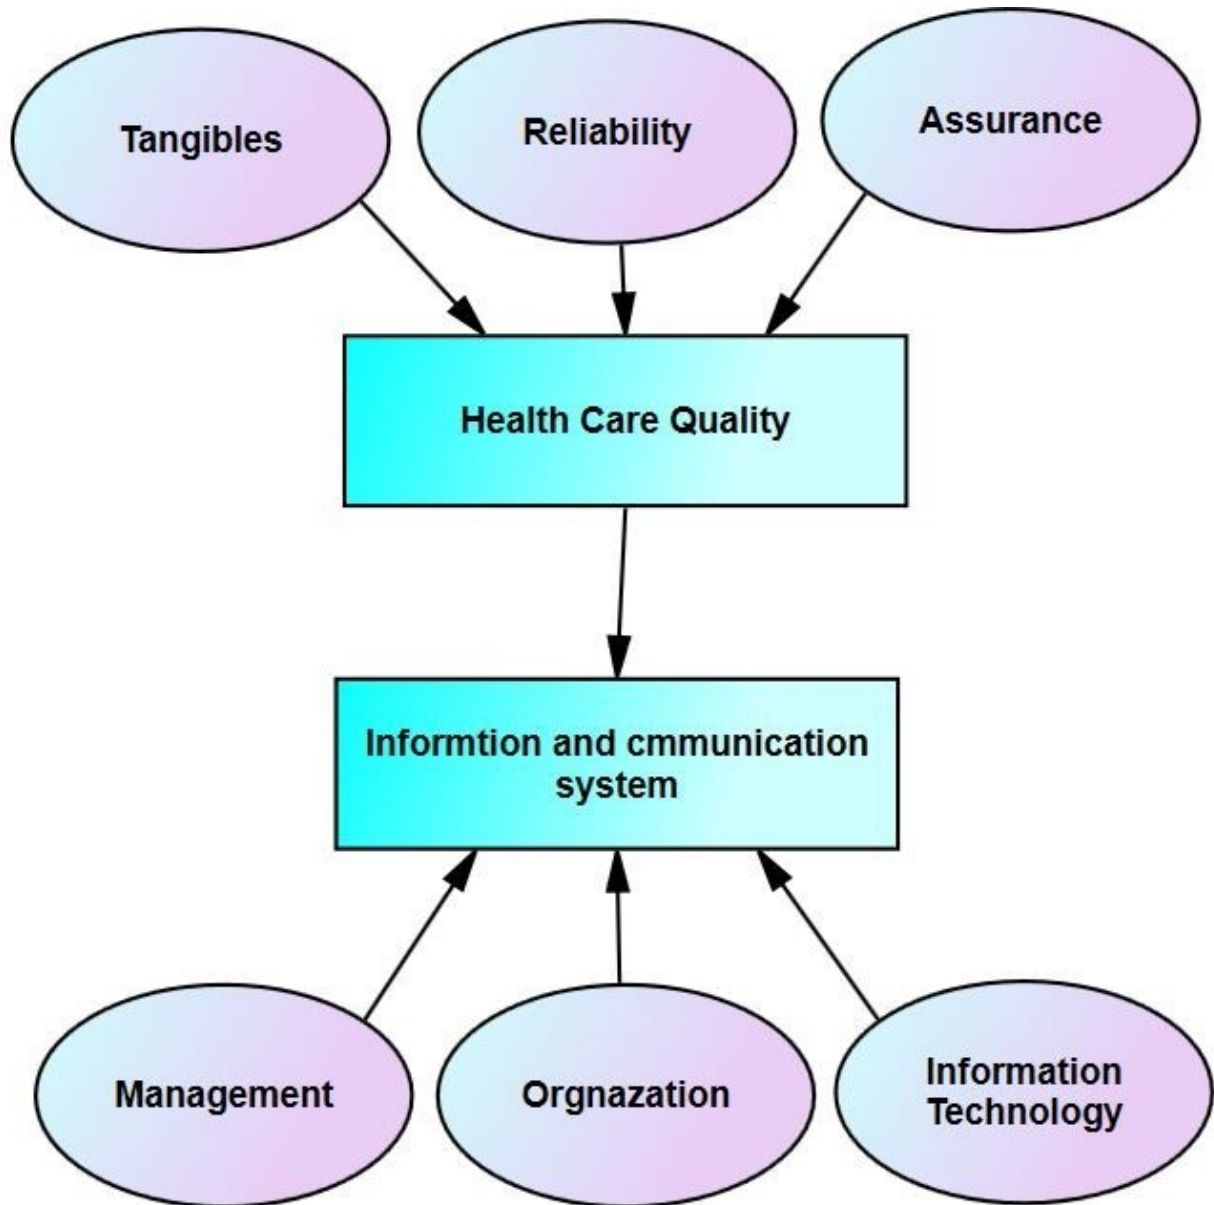 Tangibles
Reliability
Assurance
Health Care Quality
Informtion and cmmunication
system
Management
Orgnazation
Information
Technology